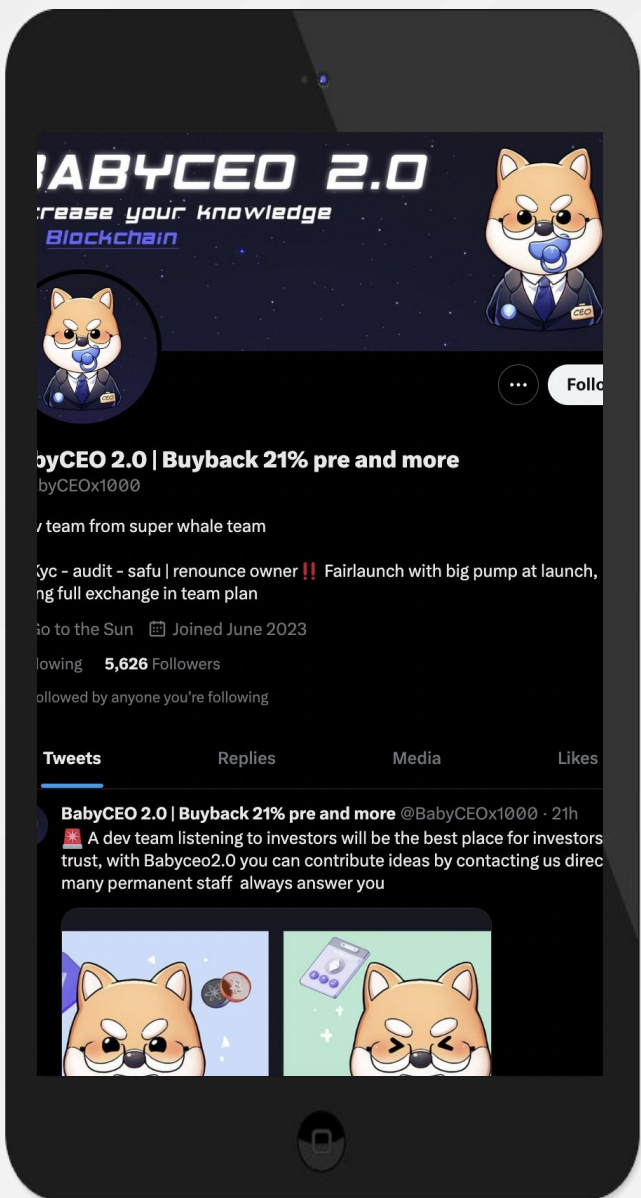 BABYCEO 2.0
crease your knowledge
Blockchain
CEO
CEO
•••
Follo
byCEO 2.0 | Buyback 21% pre and more
byCEOx1000
v team from super whale team
Kyc - audit - safu | renounce owner‼️ Fairlaunch with big pump at launch,
ng full exchange in team plan
Go to the Sun Joined June 2023
lowing 5,626 Followers
ollowed by anyone you're following
Tweets Replies Media Likes
BabyCEO 2.0 | Buyback 21% pre and more @BabyCEOx1000 · 21h
🚨 A dev team listening to investors will be the best place for investors
trust, with Babyceo2.0 you can contribute ideas by contacting us direc
many permanent staff always answer you